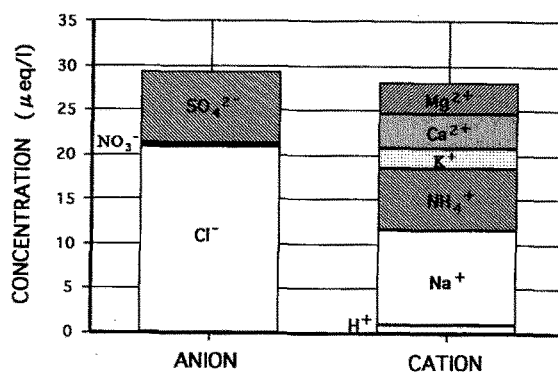 CONCENTRATION (μeq/l)
35
30
25
20
15
10
5
0
SO₄²⁻
NO₃⁻
Cl⁻
Mg²⁺
Ca²⁺
K⁺
NH₄⁺
Na⁺
H⁺
ANION
CATION